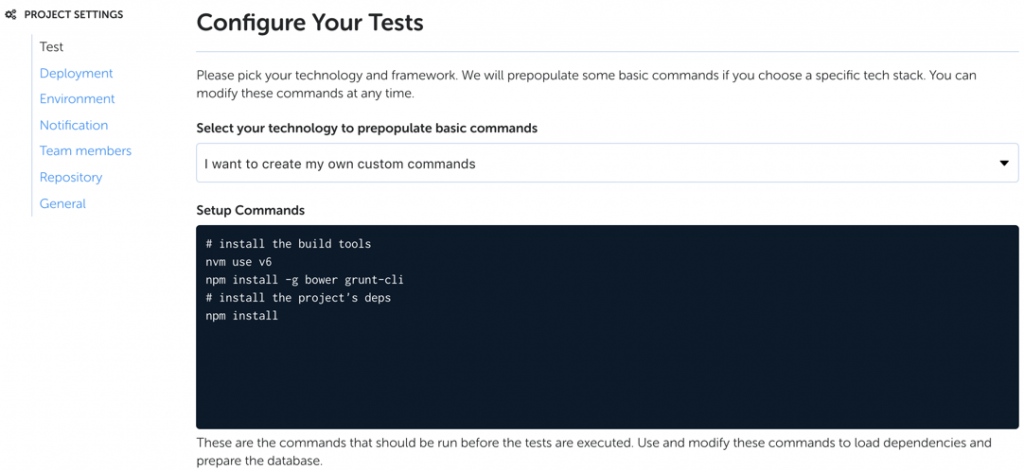 PROJECT SETTINGS
Test
Deployment
Environment
Notification
Team members
Repository
General
Configure Your Tests
Please pick your technology and framework. We will prepopulate some basic commands if you choose a specific tech stack. You can
modify these commands at any time.
Select your technology to prepopulate basic commands
I want to create my own custom commands
Setup Commands
# install the build tools
nvm use v6
npm install -g bower grunt-cli
# install the project's deps
npm install
These are the commands that should be run before the tests are executed. Use and modify these commands to load dependencies and
prepare the database.